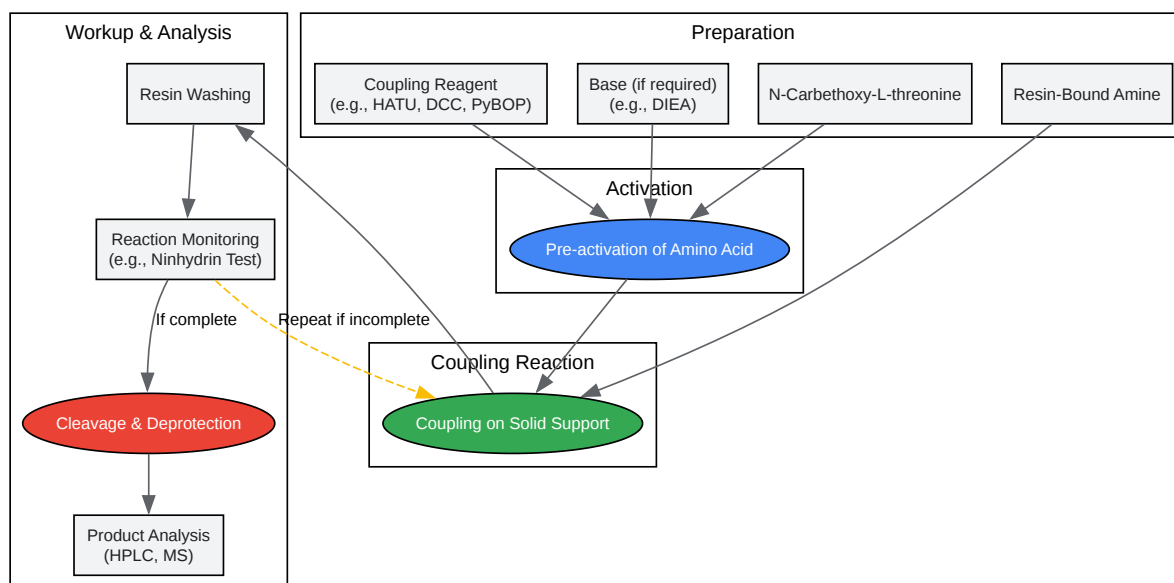 Workup & Analysis
Resin Washing
Reaction Monitoring
(e.g., Ninhydrin Test)
If complete
Repeat if incomplete
Cleavage & Deprotection
Product Analysis
(HPLC, MS)
Preparation
Coupling Reagent
(e.g., HATU, DCC, PyBOP)
Base (if required)
(e.g., DIEA)
N-Carbethoxy-L-threonine
Resin-Bound Amine
Activation
Pre-activation of Amino Acid
Coupling Reaction
Coupling on Solid Support